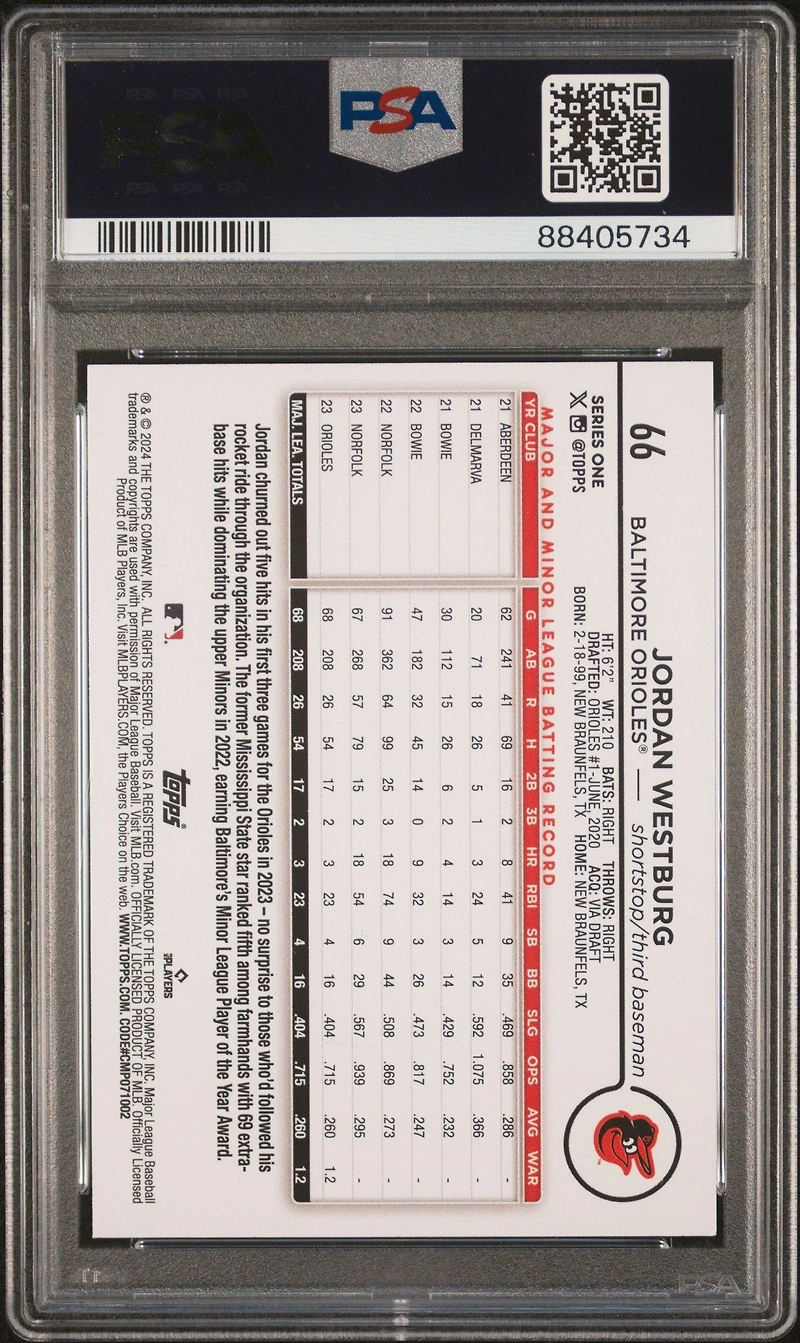 PSA
88405734
66
JORDAN WESTBURG
BALTIMORE ORIOLES® — shortstop/third baseman
SERIES ONE
@TOPPS
HT: 6'2" WT: 210 BATS: RIGHT THROWS: RIGHT
DRAFTED: ORIOLES #1-JUNE, 2020 ACQ: VIA DRAFT
BORN: 2-18-99, NEW BRAUNFELS, TX HOME: NEW BRAUNFELS, TX
MAJOR AND MINOR LEAGUE BATTING RECORD
YR CLUB G AB R H 2B 3B HR RBI SB BB SLG OPS AVG WAR
21 ABERDEEN 62 241 41 69 16 2 8 41 9 35 .469 .858 .286 -
21 DELMARVA 20 71 18 26 5 1 3 24 5 12 .592 1.075 .366 -
21 BOWIE 30 112 15 26 6 2 4 14 3 14 .429 .752 .232 -
22 BOWIE 47 182 32 45 14 0 9 32 3 26 .473 .817 .247 -
22 NORFOLK 91 362 64 99 25 3 18 74 9 44 .508 .869 .273 -
23 NORFOLK 67 268 57 79 15 2 18 54 6 29 .567 .939 .295 -
23 ORIOLES 68 208 26 54 17 2 3 23 4 16 .404 .715 .260 1.2
MAJ. LEA. TOTALS 68 208 26 54 17 2 3 23 4 16 .404 .715 .260 1.2
Jordan churned out five hits in his first three games for the Orioles in 2023 – no surprise to those who'd followed his
rocket ride through the organization. The former Mississippi State star ranked fifth among farmhands with 69 extra-
base hits while dominating the upper Minors in 2022, earning Baltimore's Minor League Player of the Year Award.
topps®
PLAYERS
® & © 2024 THE TOPPS COMPANY, INC. ALL RIGHTS RESERVED. TOPPS IS A REGISTERED TRADEMARK OF THE TOPPS COMPANY, INC. Major League Baseball
trademarks and copyrights are used with permission of Major League Baseball. Visit MLB.com. OFFICIALLY LICENSED PRODUCT OF MLB. Officially Licensed
Product of MLB Players, Inc. Visit MLBPLAYERS.COM, the Players Choice on the web. WWW.TOPPS.COM. CODE#CMP071002
PSA